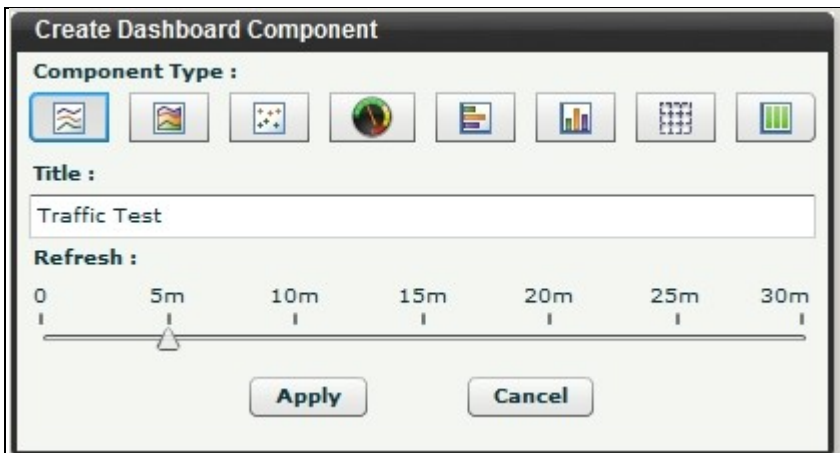 Create Dashboard Component
Component Type :
Title :
Traffic Test
Refresh :
0 5m 10m 15m 20m 25m 30m
Apply Cancel